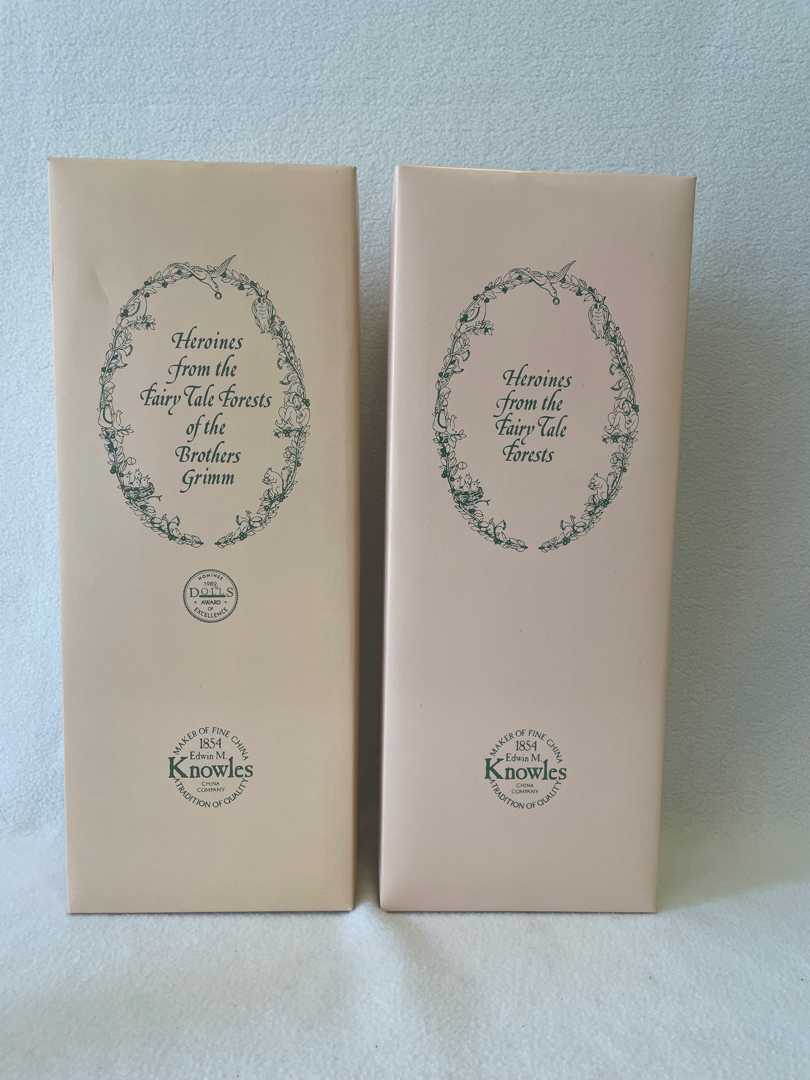 Heroines
from the
Fairy Tale Forests
of the
Brothers
Grimm
NOMINEE
1989
DOLLS
AWARD
OF
EXCELLENCE
MAKER OF FINE CHINA
1854
Edwin M.
Knowles
CHINA
COMPANY
TRADITION OF QUALITY
Heroines
from the
Fairy Tale
Forests
MAKER OF FINE CHINA
1854
Edwin M.
Knowles
CHINA
COMPANY
TRADITION OF QUALITY